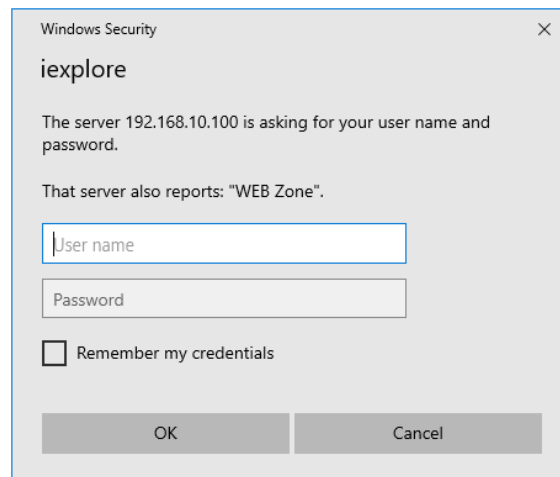 Windows Security
iexplore
The server 192.168.10.100 is asking for your user name and
password.
That server also reports: "WEB Zone".
User name
Password
Remember my credentials
OK
Cancel